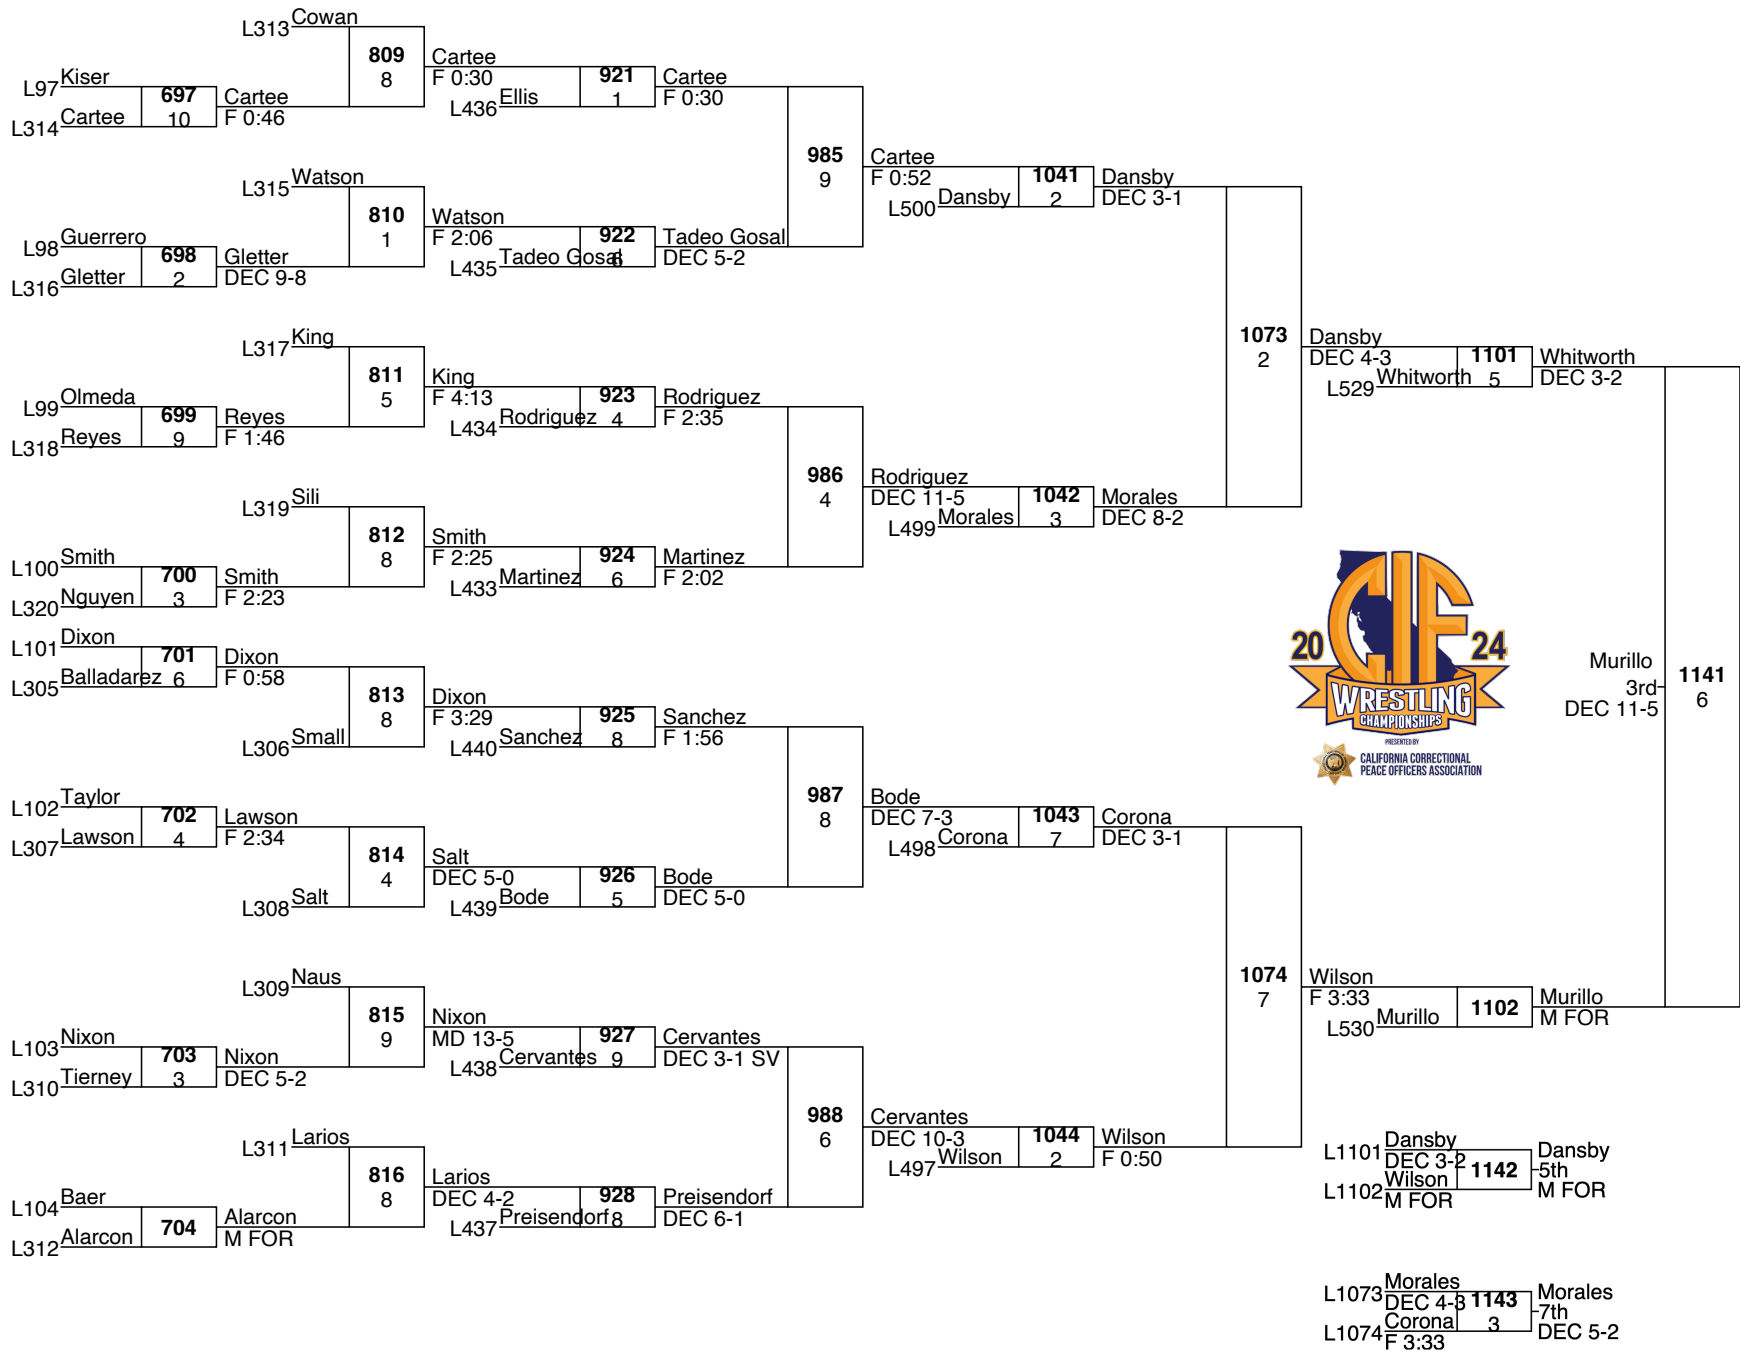 L313 Cowan
809
8
Cartee
F 0:30
L97 Kiser
697
10
L314 Cartee
Cartee
F 0:46
L436 Ellis
921
1
Cartee
F 0:30
985
9
Cartee
F 0:52
L500 Dansby
1041
2
Dansby
DEC 3-1
L315 Watson
810
1
Watson
F 2:06
L98 Guerrero
698
2
L316 Gletter
Gletter
DEC 9-8
L435 Tadeo Gosal
922
6
Tadeo Gosal
DEC 5-2
L317 King
811
5
King
F 4:13
L99 Olmeda
699
9
L318 Reyes
Reyes
F 1:46
L434 Rodriguez
923
4
Rodriguez
F 2:35
1073
2
Dansby
DEC 4-3
L529 Whitworth
1101
5
Whitworth
DEC 3-2
986
4
Rodriguez
DEC 11-5
L499 Morales
1042
3
Morales
DEC 8-2
L319 Sili
812
8
Smith
F 2:25
L100 Smith
700
3
L320 Nguyen
Smith
F 2:23
L433 Martinez
924
6
Martinez
F 2:02
L101 Dixon
701
6
L305 Balladarez
Dixon
F 0:58
813
8
L306 Small
Dixon
F 3:29
L440 Sanchez
925
8
Sanchez
F 1:56
20 CIF 24
WRESTLING
CHAMPIONSHIPS
PRESENTED BY
CALIFORNIA CORRECTIONAL
PEACE OFFICERS ASSOCIATION
Murillo
3rd
DEC 11-5
1141
6
L102 Taylor
702
4
L307 Lawson
Lawson
F 2:34
814
4
L308 Salt
Salt
DEC 5-0
L439 Bode
926
5
Bode
DEC 5-0
987
8
Bode
DEC 7-3
L498 Corona
1043
7
Corona
DEC 3-1
L309 Naus
815
9
Nixon
MD 13-5
L103 Nixon
703
3
L310 Tierney
Nixon
DEC 5-2
L438 Cervantes
927
9
Cervantes
DEC 3-1 SV
1074
7
Wilson
F 3:33
L530 Murillo
1102
Murillo
M FOR
988
6
Cervantes
DEC 10-3
L497 Wilson
1044
2
Wilson
F 0:50
L311 Larios
816
8
Larios
DEC 4-2
L104 Baer
704
L312 Alarcon
Alarcon
M FOR
L437 Preisendorf
928
8
Preisendorf
DEC 6-1
L1101 Dansby
DEC 3-2
L1102 Wilson
M FOR
1142
Dansby
5th
M FOR
L1073 Morales
DEC 4-3
L1074 Corona
F 3:33
1143
3
Morales
7th
DEC 5-2